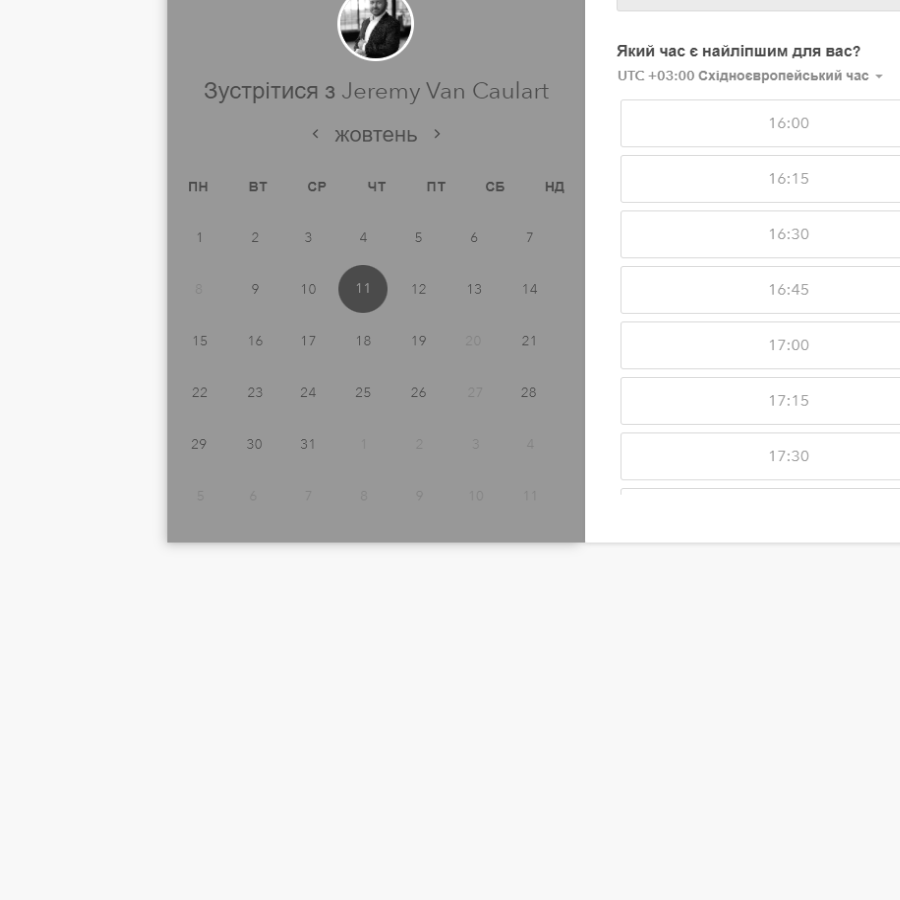 Зустрітися з Jeremy Van Caulart
жовтень
ПН ВТ СР ЧТ ПТ СБ НД
1 2 3 4 5 6 7
8 9 10 11 12 13 14
15 16 17 18 19 20 21
22 23 24 25 26 27 28
29 30 31 1 2 3 4
5 6 7 8 9 10 11
Який час є найліпшим для вас?
UTC +03:00 Східноєвропейський час
16:00
16:15
16:30
16:45
17:00
17:15
17:30